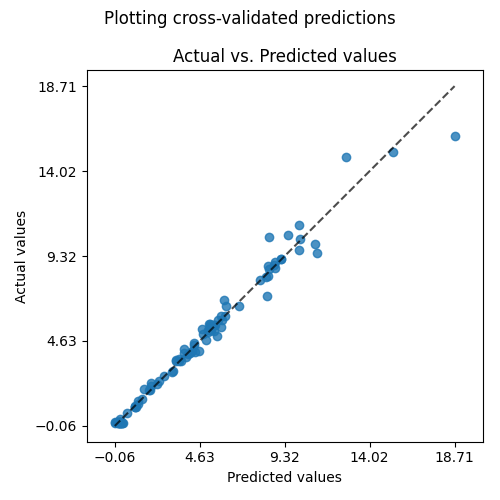 Plotting cross-validated predictions
Actual vs. Predicted values
18.71
14.02
9.32
4.63
−0.06
Actual values
−0.06 4.63 9.32 14.02 18.71
Predicted values